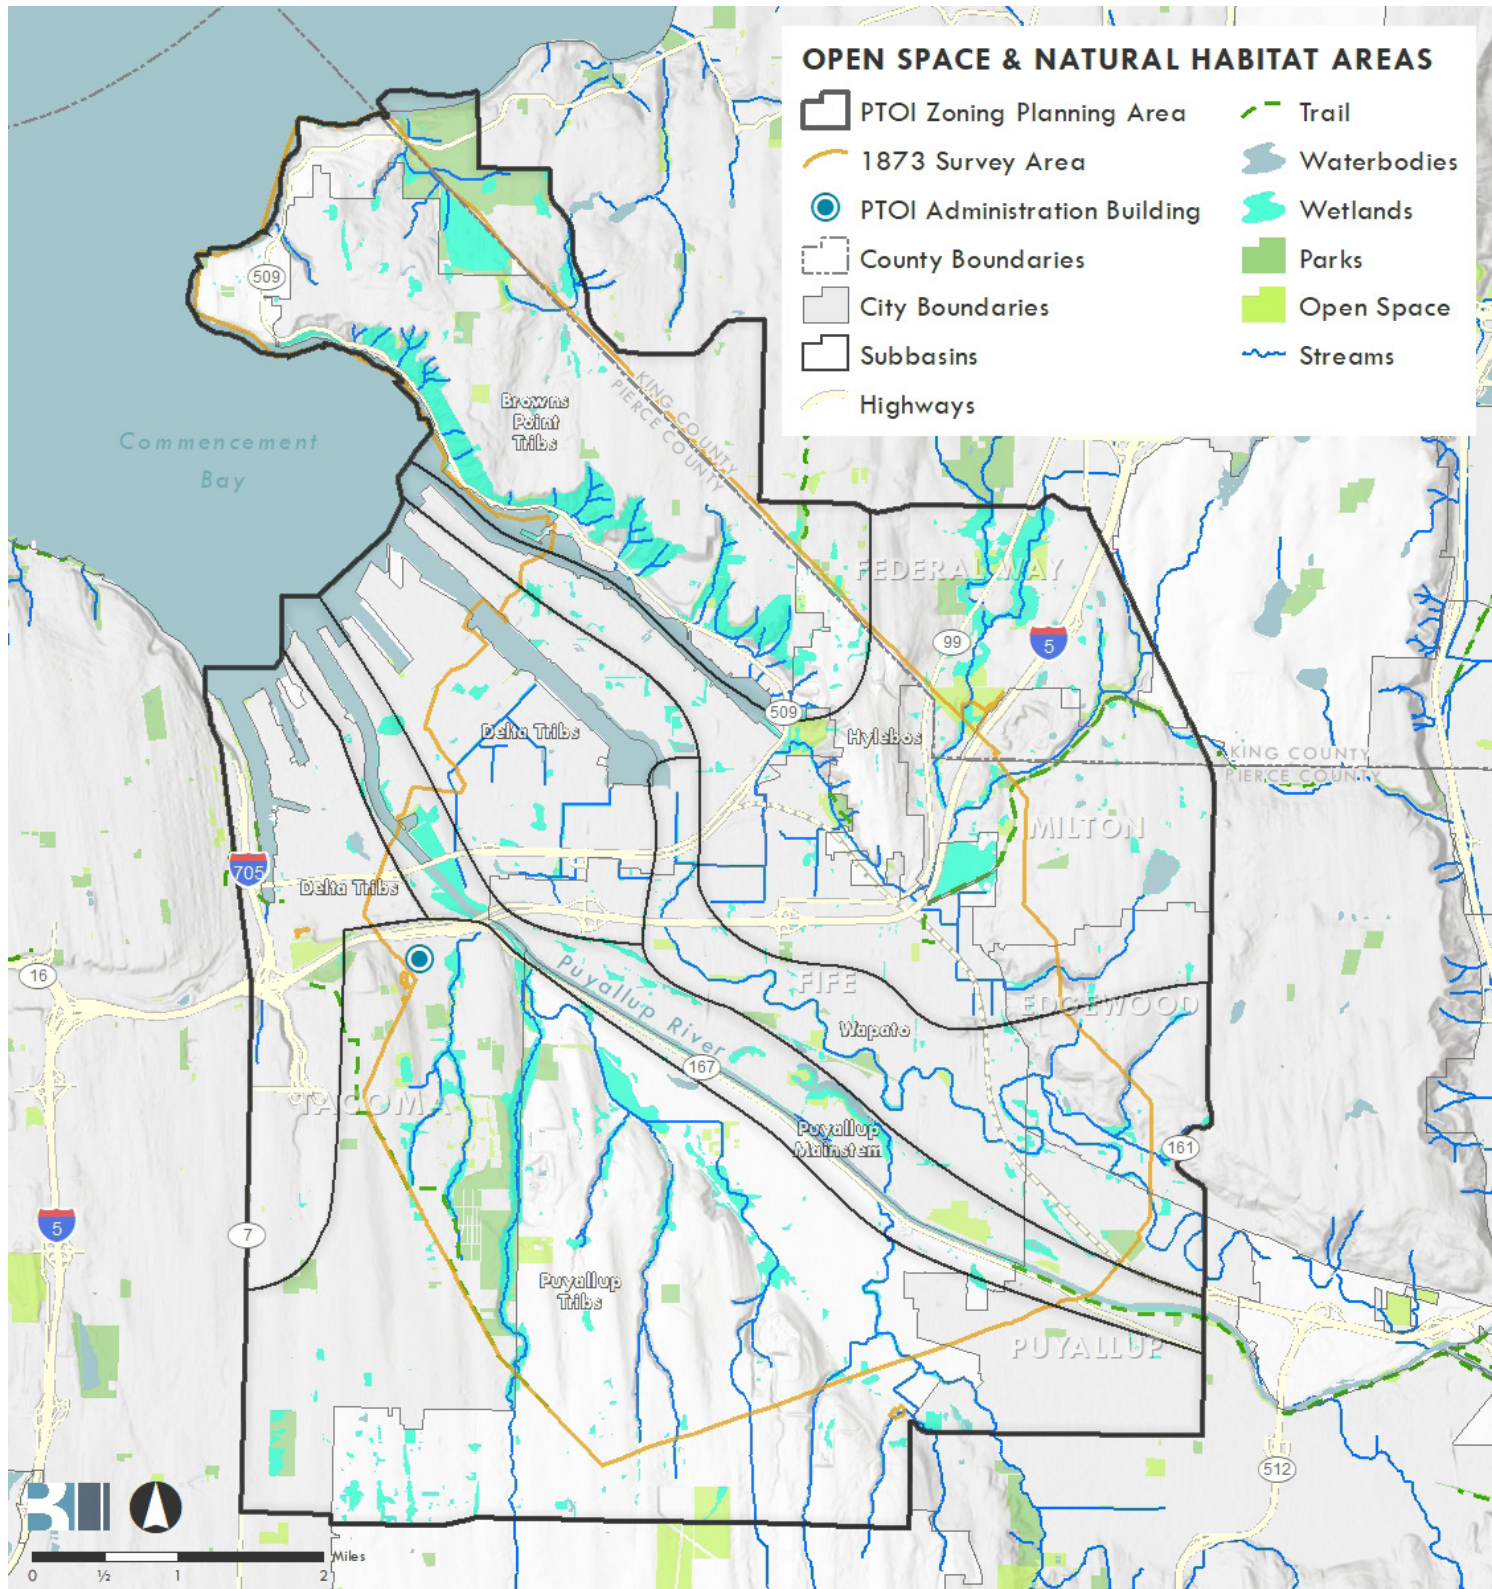 OPEN SPACE & NATURAL HABITAT AREAS
PTOI Zoning Planning Area
1873 Survey Area
PTOI Administration Building
County Boundaries
City Boundaries
Subbasins
Highways
Trail
Waterbodies
Wetlands
Parks
Open Space
Streams
509
KING COUNTY
PIERCE COUNTY
Browns
Point
Tribs
Commencement
Bay
FEDERAL WAY
99
5
509
Delta Tribs
Hylebos
KING COUNTY
PIERCE COUNTY
MILTON
705
Delta Tribs
16
Puyallup River
FIFE
EDGEWOOD
Wapato
167
TACOMA
Puyallup
Mainstem
161
5
7
Puyallup
Tribs
PUYALLUP
512
Miles
0 ½ 1 2